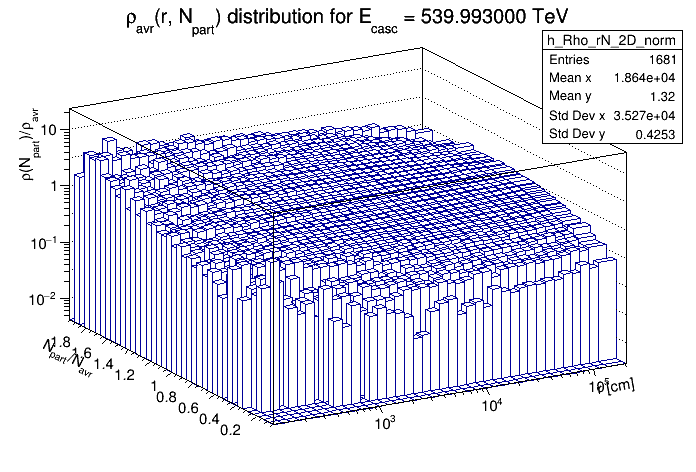 ρavr(r, Npart) distribution for Ecasc = 539.993000 TeV
h_Rho_rN_2D_norm
Entries 1681
Mean x 1.864e+04
Mean y 1.32
Std Dev x 3.527e+04
Std Dev y 0.4253
ρ(Npart)/ρavr
10
1
10−1
10−2
Npart/Navr
1.8
1.6
1.4
1.2
1
0.8
0.6
0.4
0.2
103
104
105
[cm]